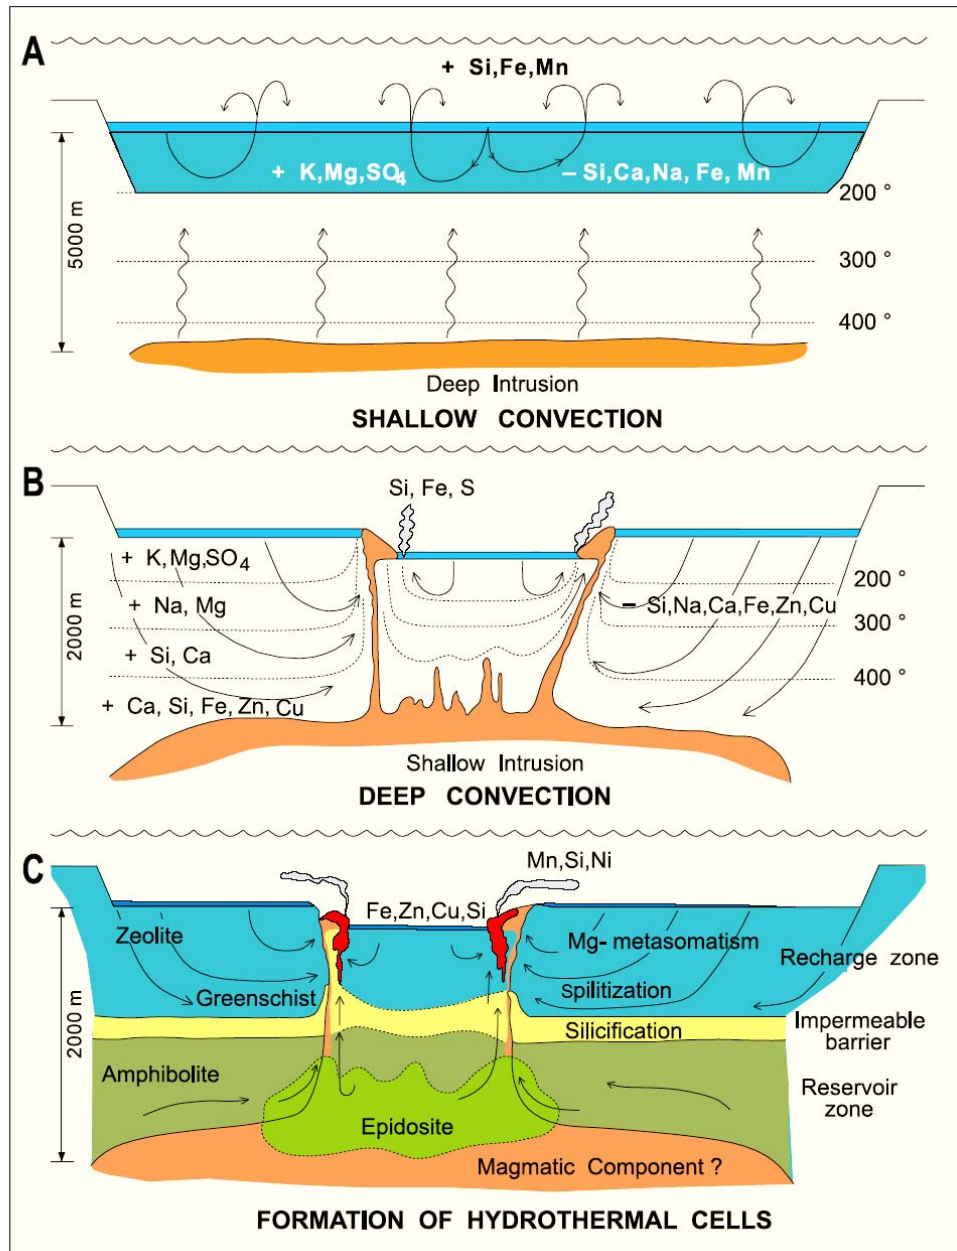 A
+ Si,Fe,Mn
+ K,Mg,SO4
– Si,Ca,Na, Fe, Mn
200 °
5000 m
300 °
400 °
Deep Intrusion
SHALLOW CONVECTION
B
Si, Fe, S
+ K,Mg,SO4
200 °
+ Na, Mg
– Si,Na,Ca,Fe,Zn,Cu
2000 m
300 °
+ Si, Ca
400 °
+ Ca, Si, Fe, Zn, Cu
Shallow Intrusion
DEEP CONVECTION
C
Mn,Si,Ni
Fe,Zn,Cu,Si
Zeolite
Mg- metasomatism
Recharge zone
Greenschist
Spilitization
2000 m
Silicification
Impermeable
barrier
Amphibolite
Reservoir
zone
Epidosite
Magmatic Component ?
FORMATION OF HYDROTHERMAL CELLS